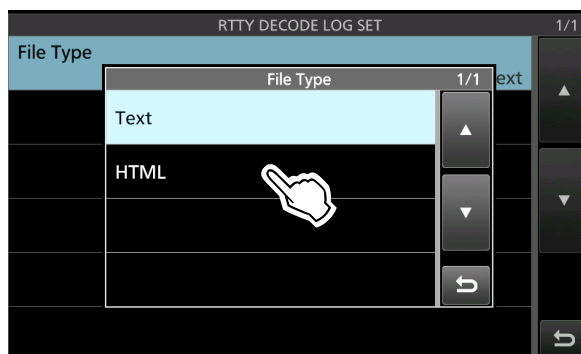 RTTY DECODE LOG SET 1/1
File Type
ext
File Type 1/1
Text
HTML